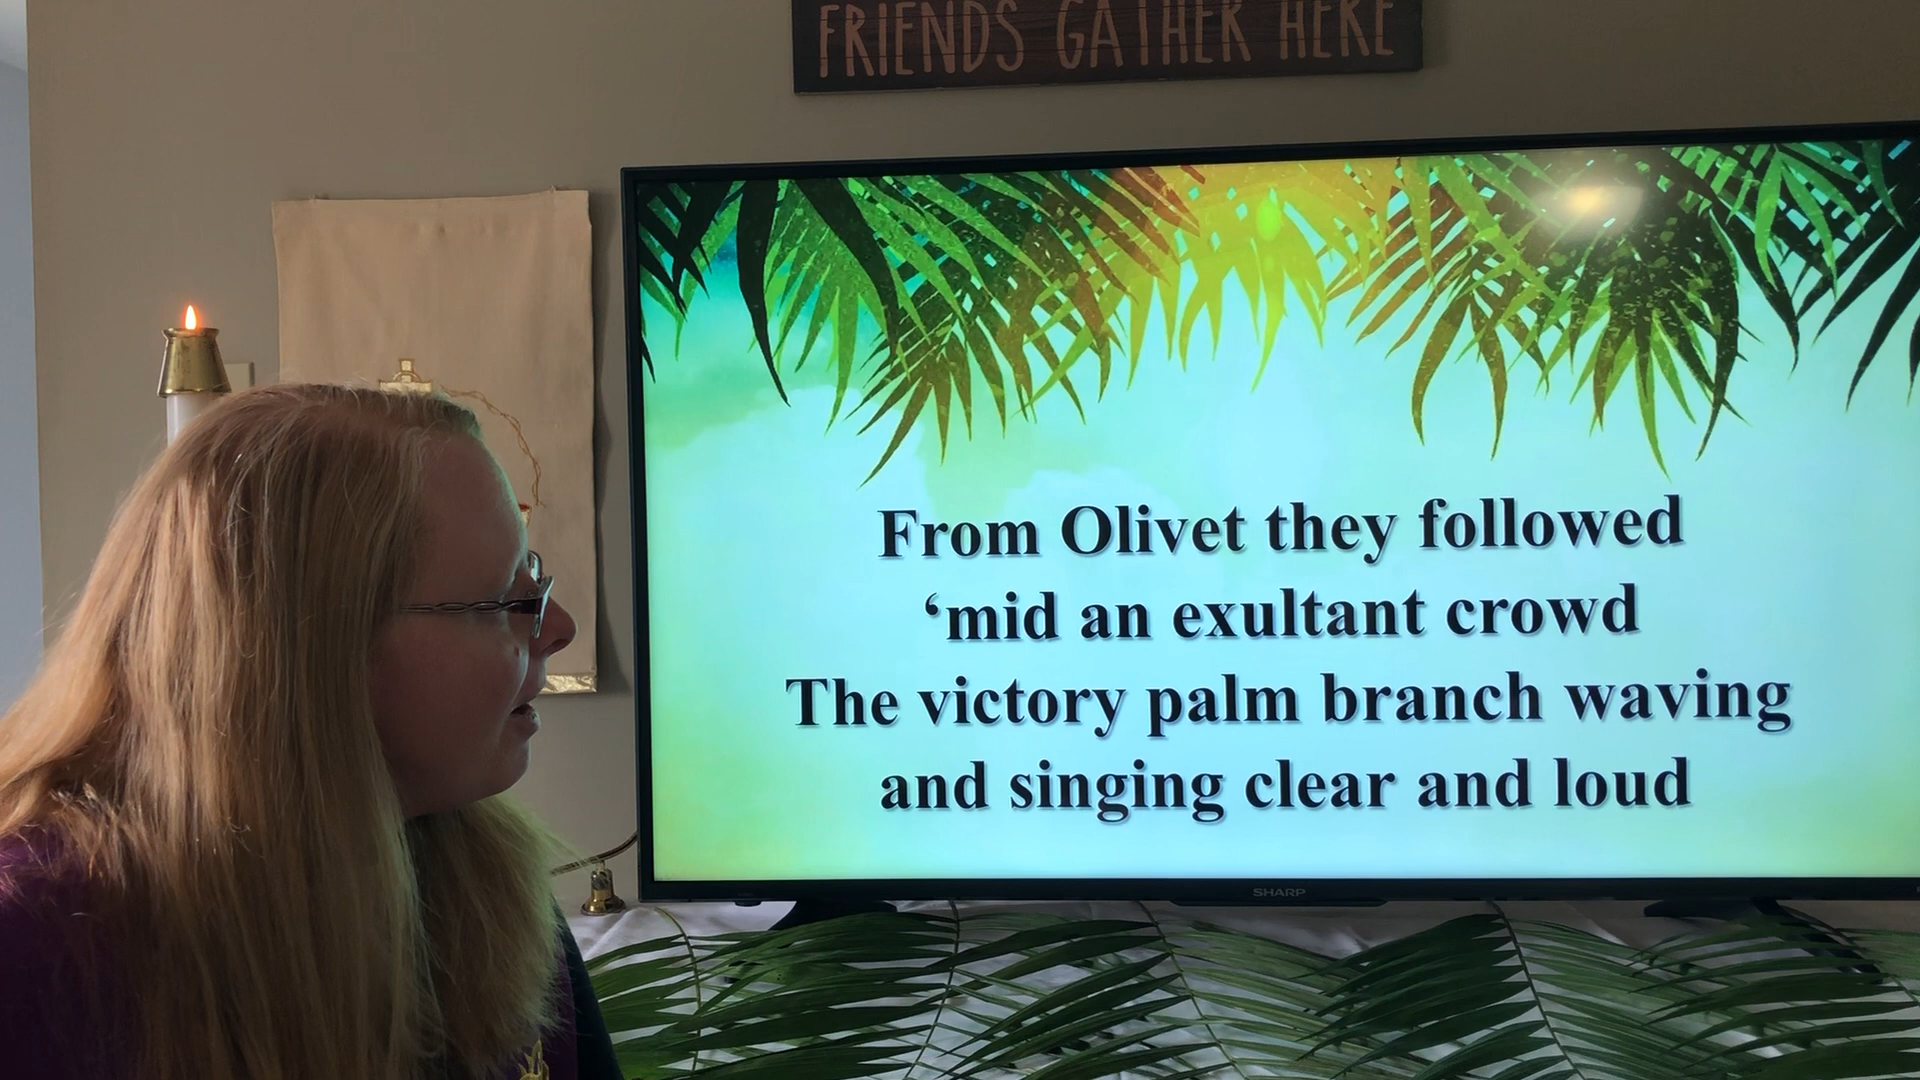 FRIENDS GATHER HERE
From Olivet they followed
‘mid an exultant crowd
The victory palm branch waving
and singing clear and loud
SHARP